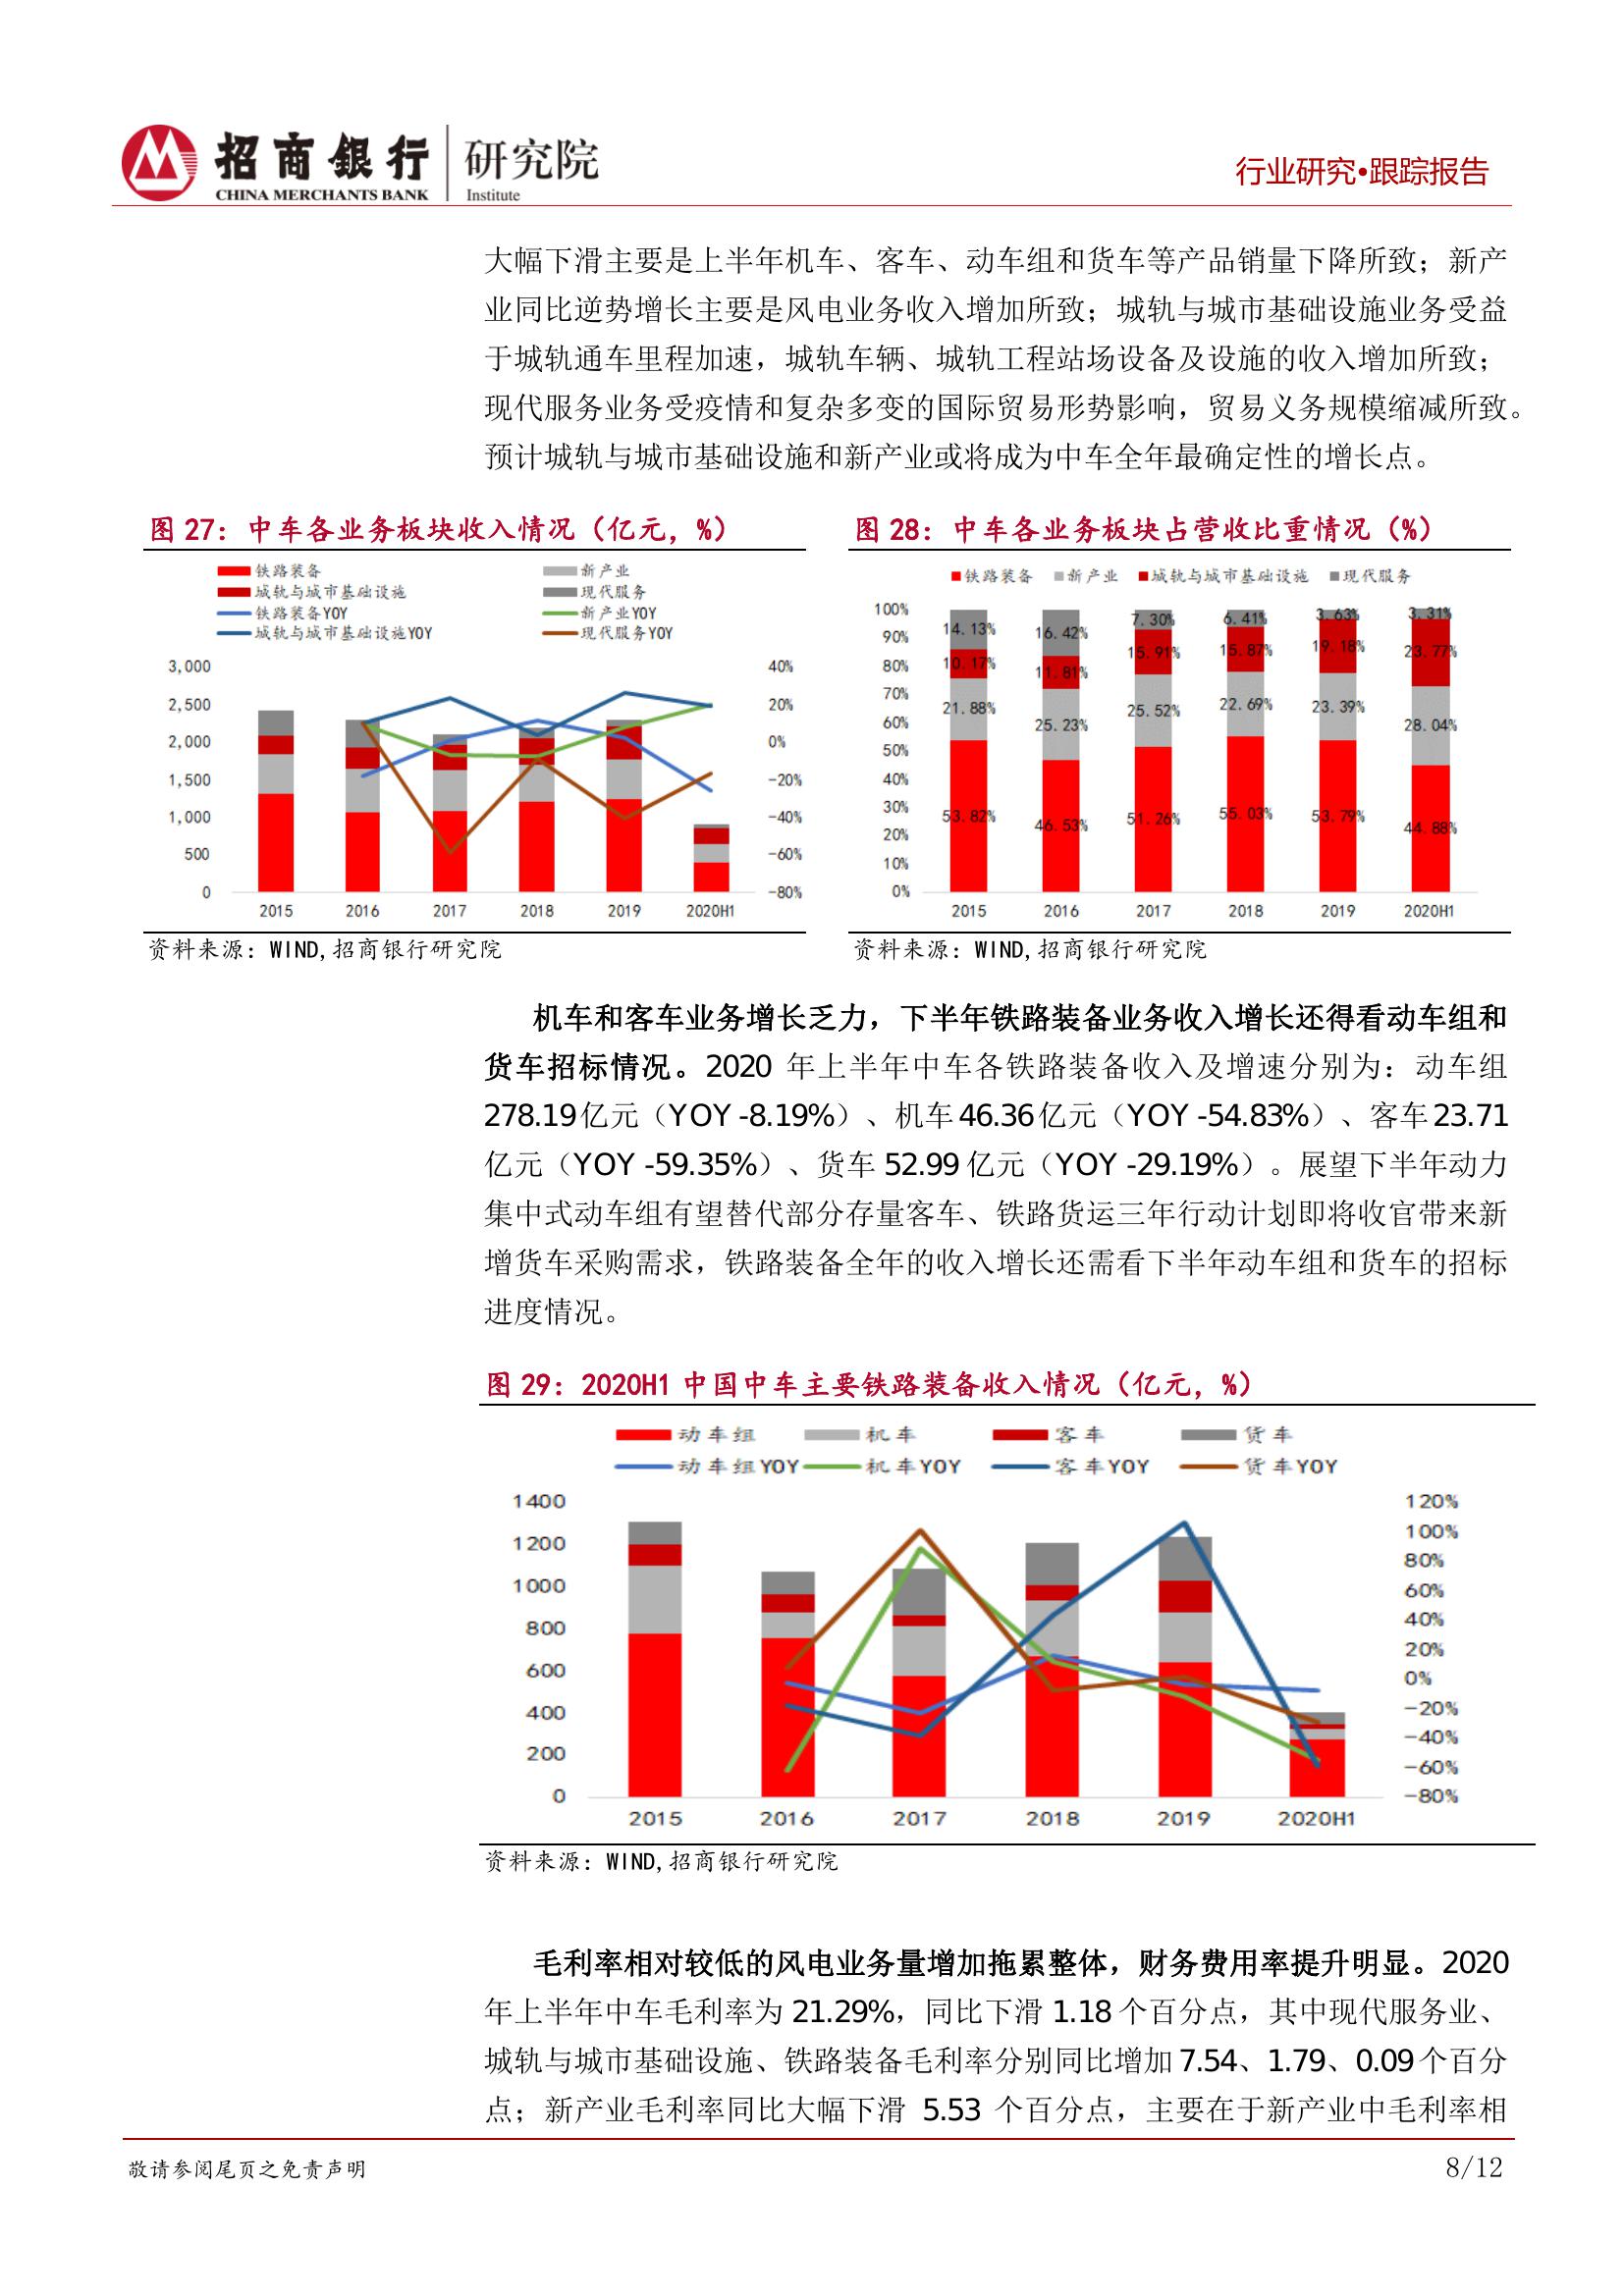 招商银行 研究院
CHINA MERCHANTS BANK Institute
行业研究•跟踪报告
大幅下滑主要是上半年机车、客车、动车组和货车等产品销量下降所致；新产
业同比逆势增长主要是风电业务收入增加所致；城轨与城市基础设施业务受益
于城轨通车里程加速，城轨车辆、城轨工程站场设备及设施的收入增加所致；
现代服务业务受疫情和复杂多变的国际贸易形势影响，贸易义务规模缩减所致。
预计城轨与城市基础设施和新产业或将成为中车全年最确定性的增长点。
图 27：中车各业务板块收入情况（亿元，%）
铁路装备 新产业
城轨与城市基础设施 现代服务
铁路装备YOY 新产业YOY
城轨与城市基础设施YOY 现代服务YOY
3,000 40%
2,500 20%
2,000 0%
1,500 -20%
1,000 -40%
500 -60%
0 -80%
2015 2016 2017 2018 2019 2020H1
资料来源：WIND,招商银行研究院
图 28：中车各业务板块占营收比重情况（%）
铁路装备 新产业 城轨与城市基础设施 现代服务
100%
90%
80%
70%
60%
50%
40%
30%
20%
10%
0%
14.13% 16.42% 7.30% 6.41% 3.63% 3.31%
10.17% 11.81% 15.91% 15.87% 19.18% 23.77%
21.88% 25.23% 25.52% 22.69% 23.39% 28.04%
53.82% 46.53% 51.26% 55.03% 53.79% 44.88%
2015 2016 2017 2018 2019 2020H1
资料来源：WIND,招商银行研究院
机车和客车业务增长乏力，下半年铁路装备业务收入增长还得看动车组和
货车招标情况。2020 年上半年中车各铁路装备收入及增速分别为：动车组
278.19亿元（YOY -8.19%）、机车46.36亿元（YOY -54.83%）、客车23.71
亿元（YOY -59.35%）、货车 52.99 亿元（YOY -29.19%）。展望下半年动力
集中式动车组有望替代部分存量客车、铁路货运三年行动计划即将收官带来新
增货车采购需求，铁路装备全年的收入增长还需看下半年动车组和货车的招标
进度情况。
图 29：2020H1 中国中车主要铁路装备收入情况（亿元，%）
动车组 机车 客车 货车
动车组YOY 机车YOY 客车YOY 货车YOY
1400 1200 1000 800 600 400 200 0
120% 100% 80% 60% 40% 20% 0% -20% -40% -60% -80%
2015 2016 2017 2018 2019 2020H1
资料来源：WIND,招商银行研究院
毛利率相对较低的风电业务量增加拖累整体，财务费用率提升明显。2020
年上半年中车毛利率为 21.29%，同比下滑 1.18 个百分点，其中现代服务业、
城轨与城市基础设施、铁路装备毛利率分别同比增加 7.54、1.79、0.09 个百分
点；新产业毛利率同比大幅下滑 5.53 个百分点，主要在于新产业中毛利率相
敬请参阅尾页之免责声明
8/12